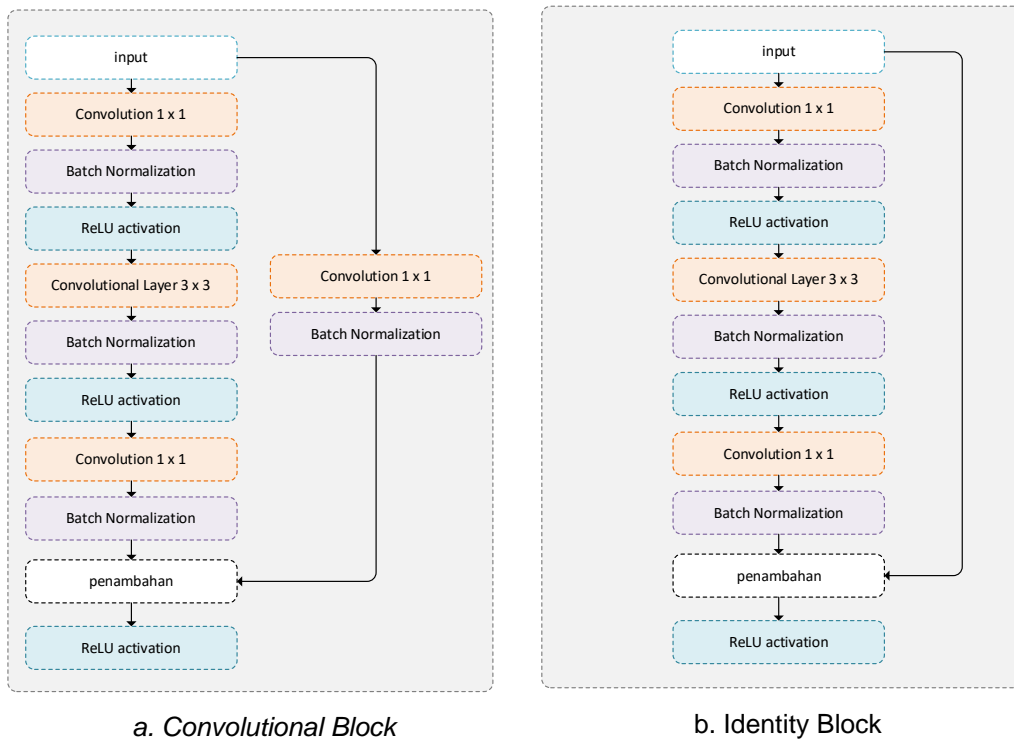 input
Convolution 1 x 1
Batch Normalization
ReLU activation
Convolutional Layer 3 x 3
Batch Normalization
ReLU activation
Convolution 1 x 1
Batch Normalization
penambahan
ReLU activation
Convolution 1 x 1
Batch Normalization
a. Convolutional Block
input
Convolution 1 x 1
Batch Normalization
ReLU activation
Convolutional Layer 3 x 3
Batch Normalization
ReLU activation
Convolution 1 x 1
Batch Normalization
penambahan
ReLU activation
b. Identity Block